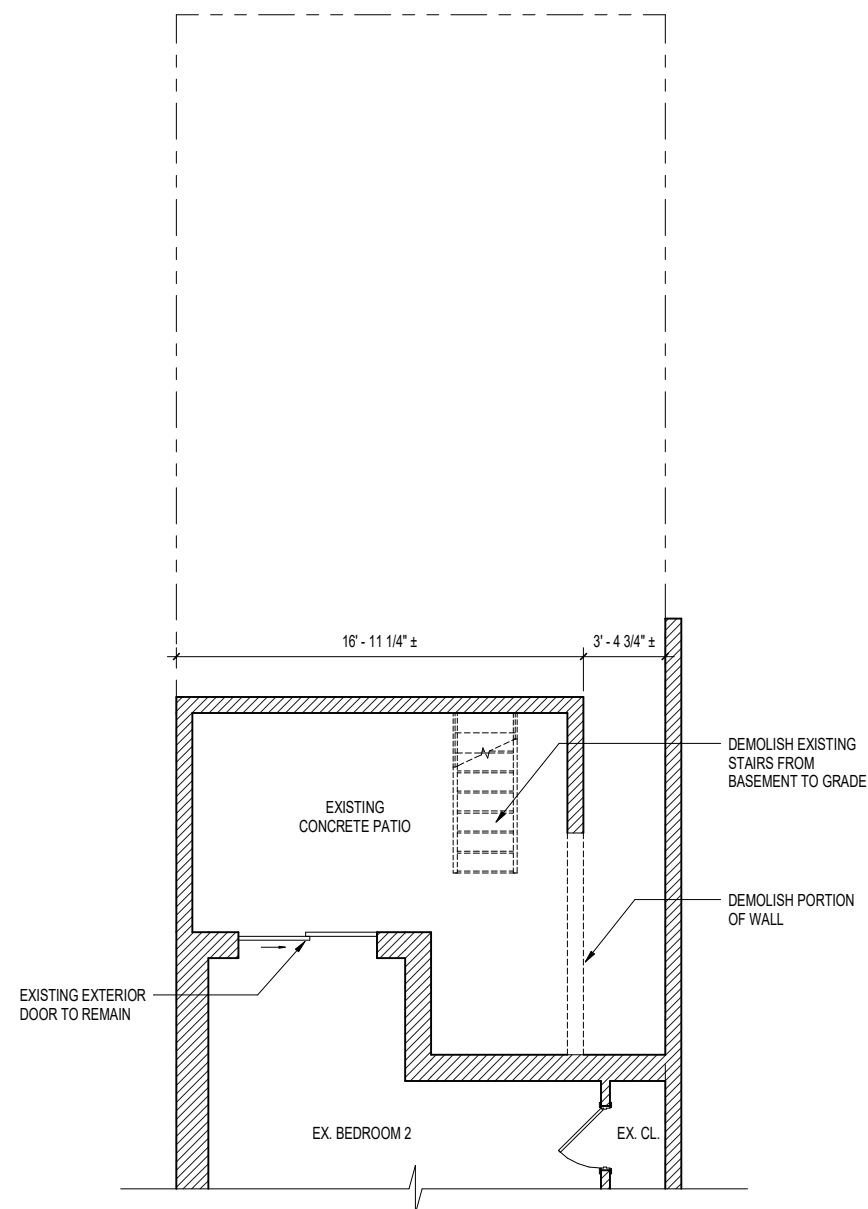 16' - 11 1/4" ±
3' - 4 3/4" ±
DEMOLISH EXISTING
STAIRS FROM
BASEMENT TO GRADE
EXISTING
CONCRETE PATIO
DEMOLISH PORTION
OF WALL
EXISTING EXTERIOR
DOOR TO REMAIN
EX. BEDROOM 2
EX. CL.